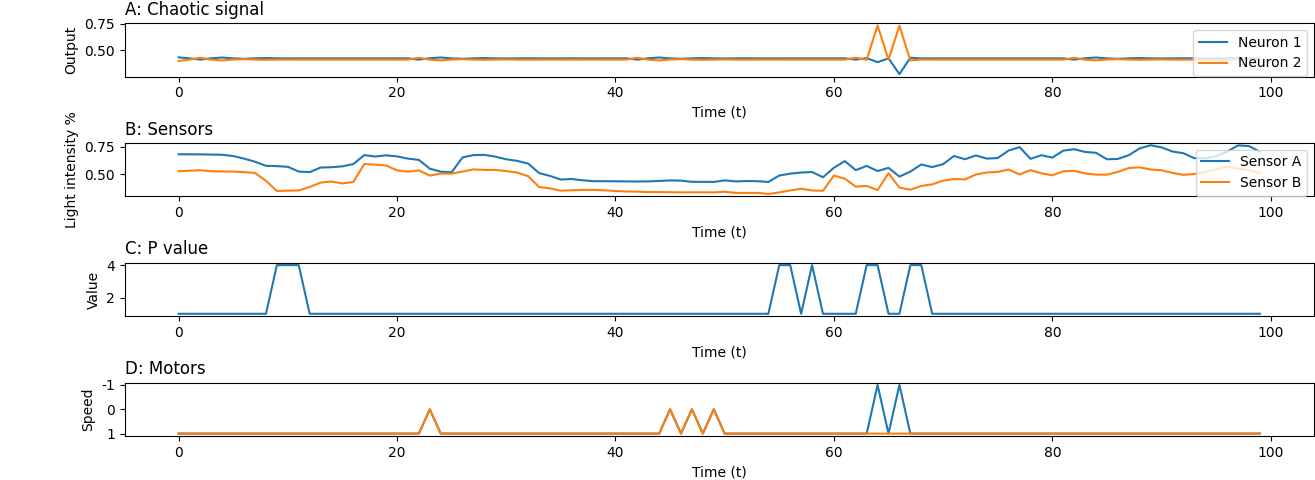 A: Chaotic signal
Output
0.75
0.50
Neuron 1
Neuron 2
0 20 40 60 80 100
Time (t)
B: Sensors
Light intensity %
0.75
0.50
Sensor A
Sensor B
0 20 40 60 80 100
Time (t)
C: P value
Value
4
2
0 20 40 60 80 100
Time (t)
D: Motors
Speed
-1
0
1
0 20 40 60 80 100
Time (t)